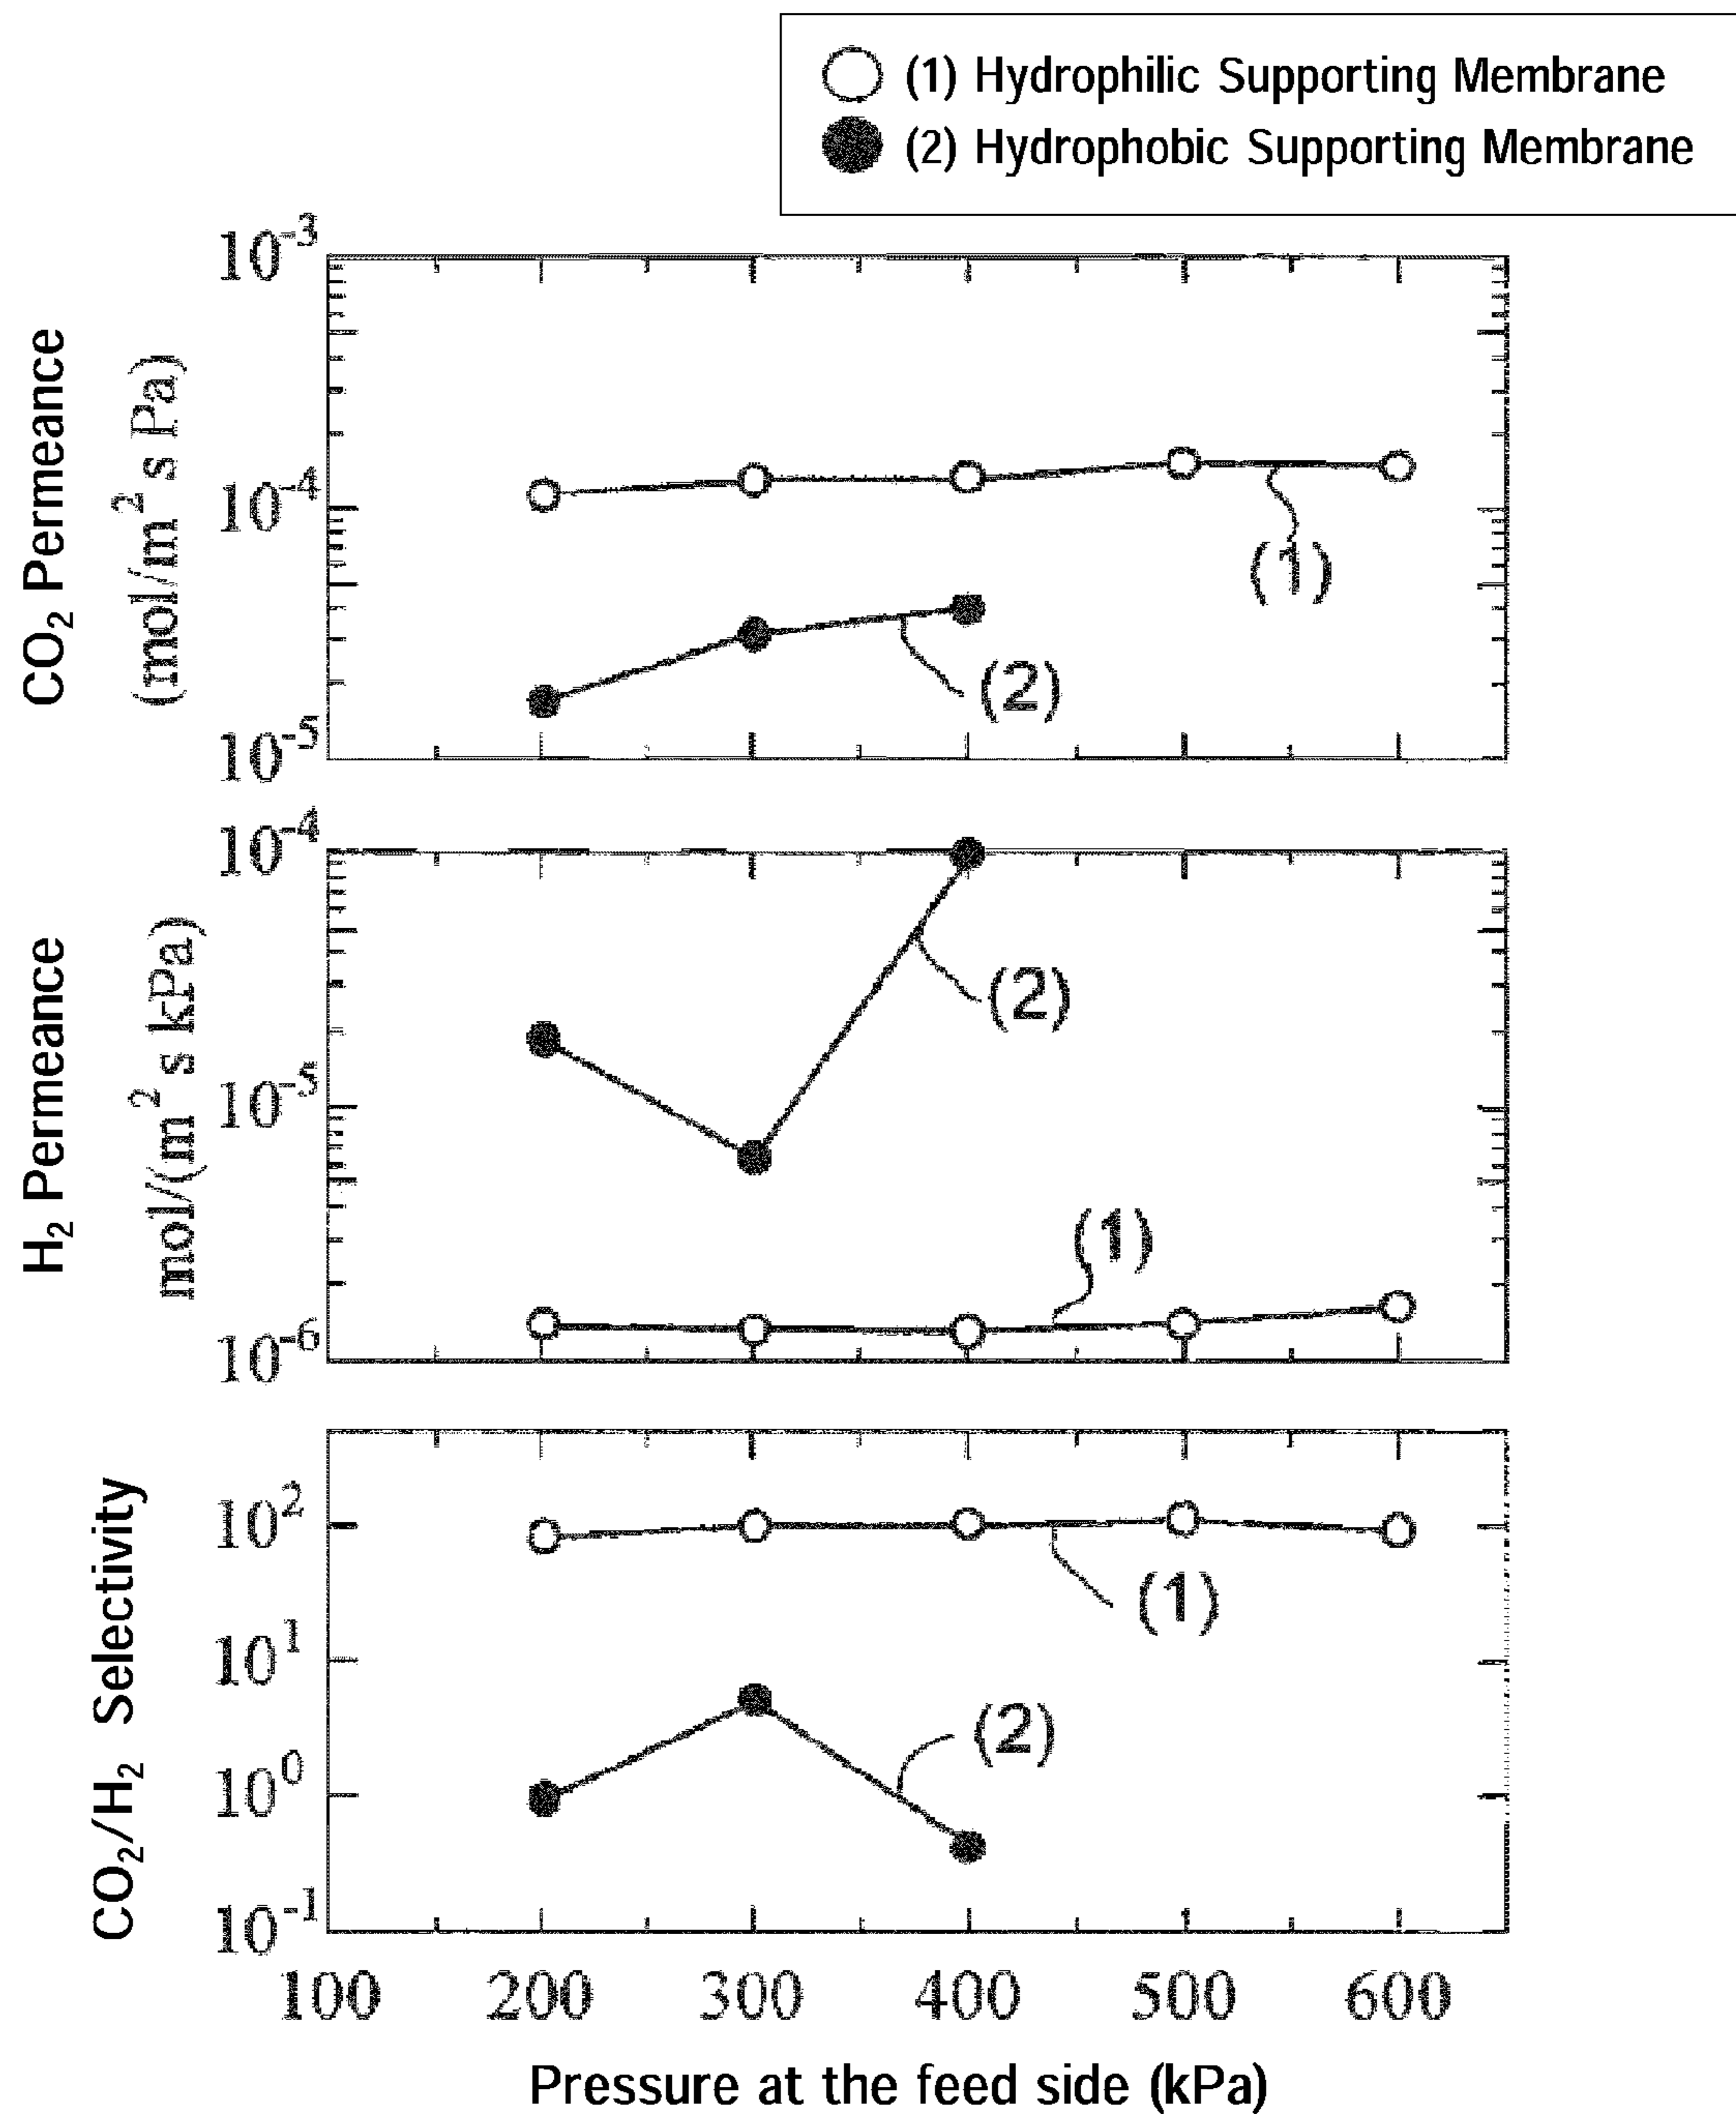 (1) Hydrophilic Supporting Membrane
(2) Hydrophobic Supporting Membrane
CO₂ Permeance
(mol/m² s Pa)
10⁻³
10⁻⁴
10⁻⁵
(1)
(2)
H₂ Permeance
mol/(m² s kPa)
10⁻⁴
10⁻⁵
10⁻⁶
(2)
(1)
CO₂/H₂ Selectivity
10²
10¹
10⁰
10⁻¹
(1)
(2)
100 200 300 400 500 600
Pressure at the feed side (kPa)